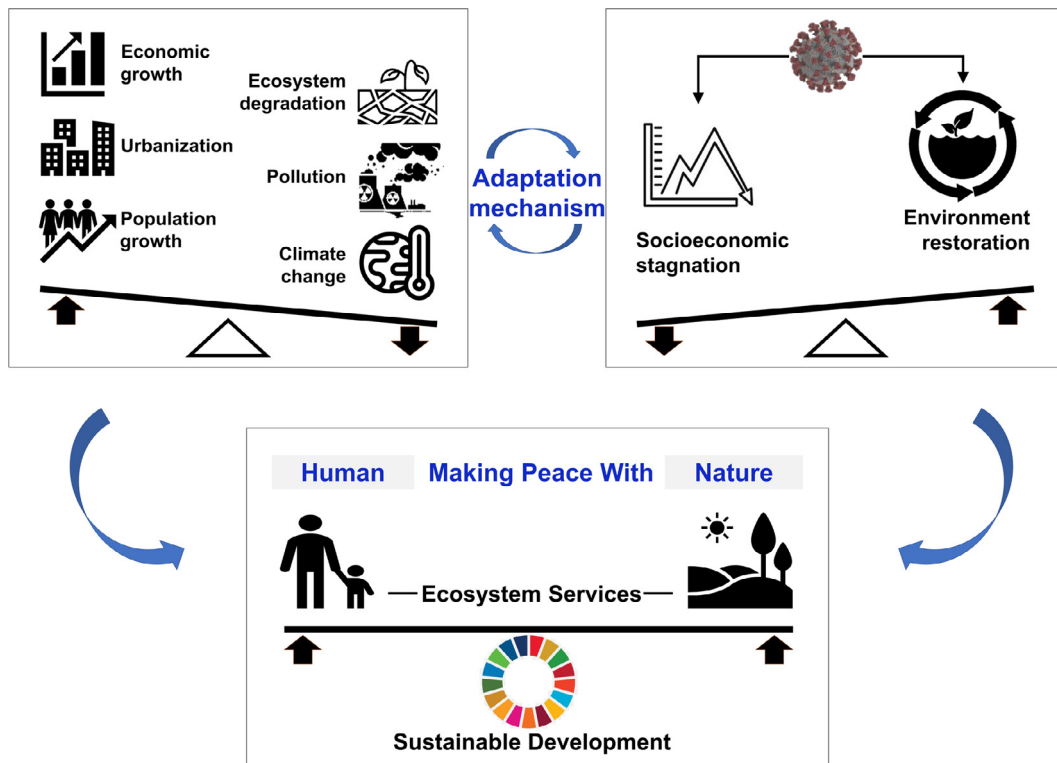 Economic
growth
Urbanization
Population
growth
Ecosystem
degradation
Pollution
Climate
change
Adaptation
mechanism
Socioeconomic
stagnation
Environment
restoration
Human Making Peace With Nature
Ecosystem Services
Sustainable Development